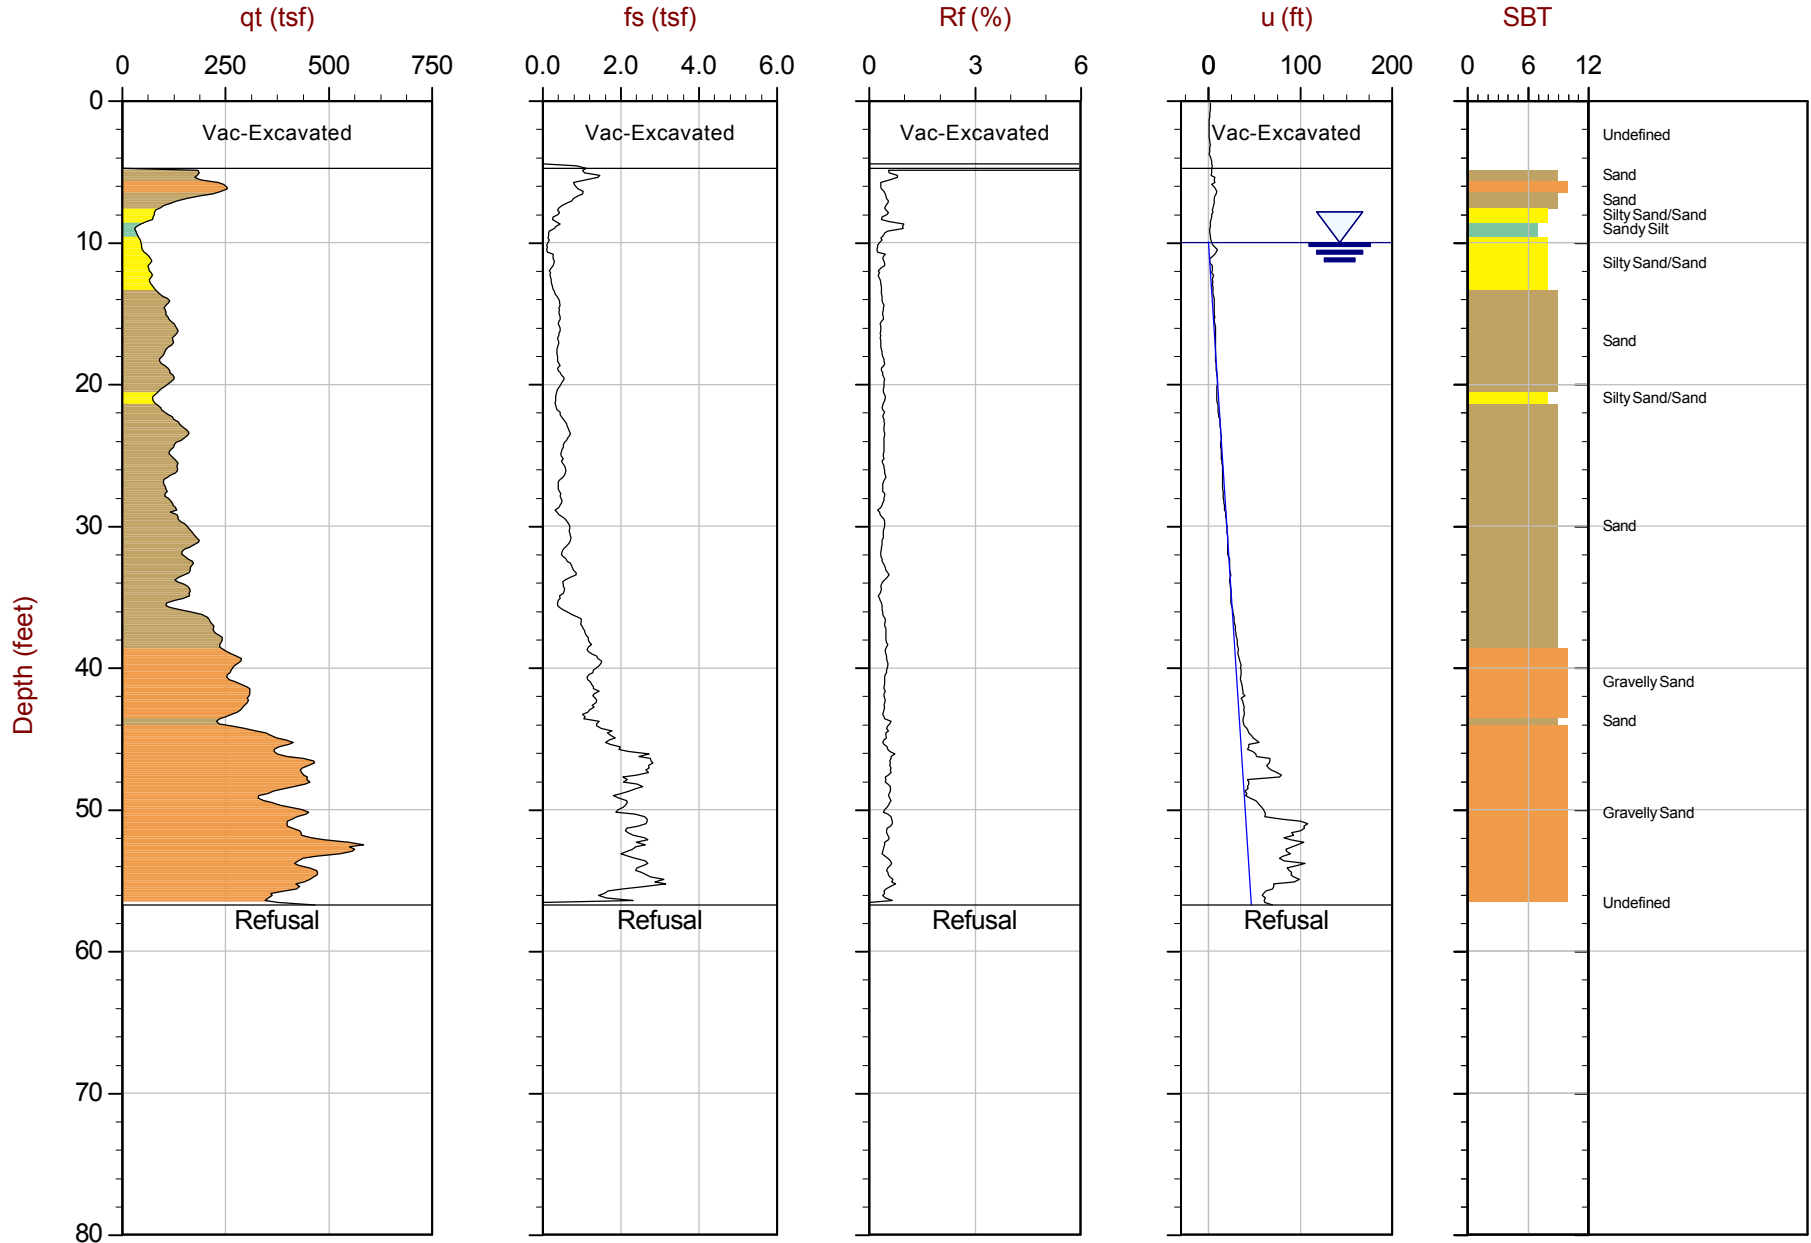 qt (tsf) fs (tsf) Rf (%) u (ft) SBT
0 250 500 750 0.0 2.0 4.0 6.0 0 3 6 0 100 200 0 6 12
0
Vac-Excavated Vac-Excavated Vac-Excavated Vac-Excavated Undefined
Sand
Sand
Silty Sand/Sand
Sandy Silt
10
Silty Sand/Sand
Sand
20
Silty Sand/Sand
30 Sand
Depth (feet)
40
Gravelly Sand
Sand
50 Gravelly Sand
Undefined
Refusal Refusal Refusal Refusal
60
70
80